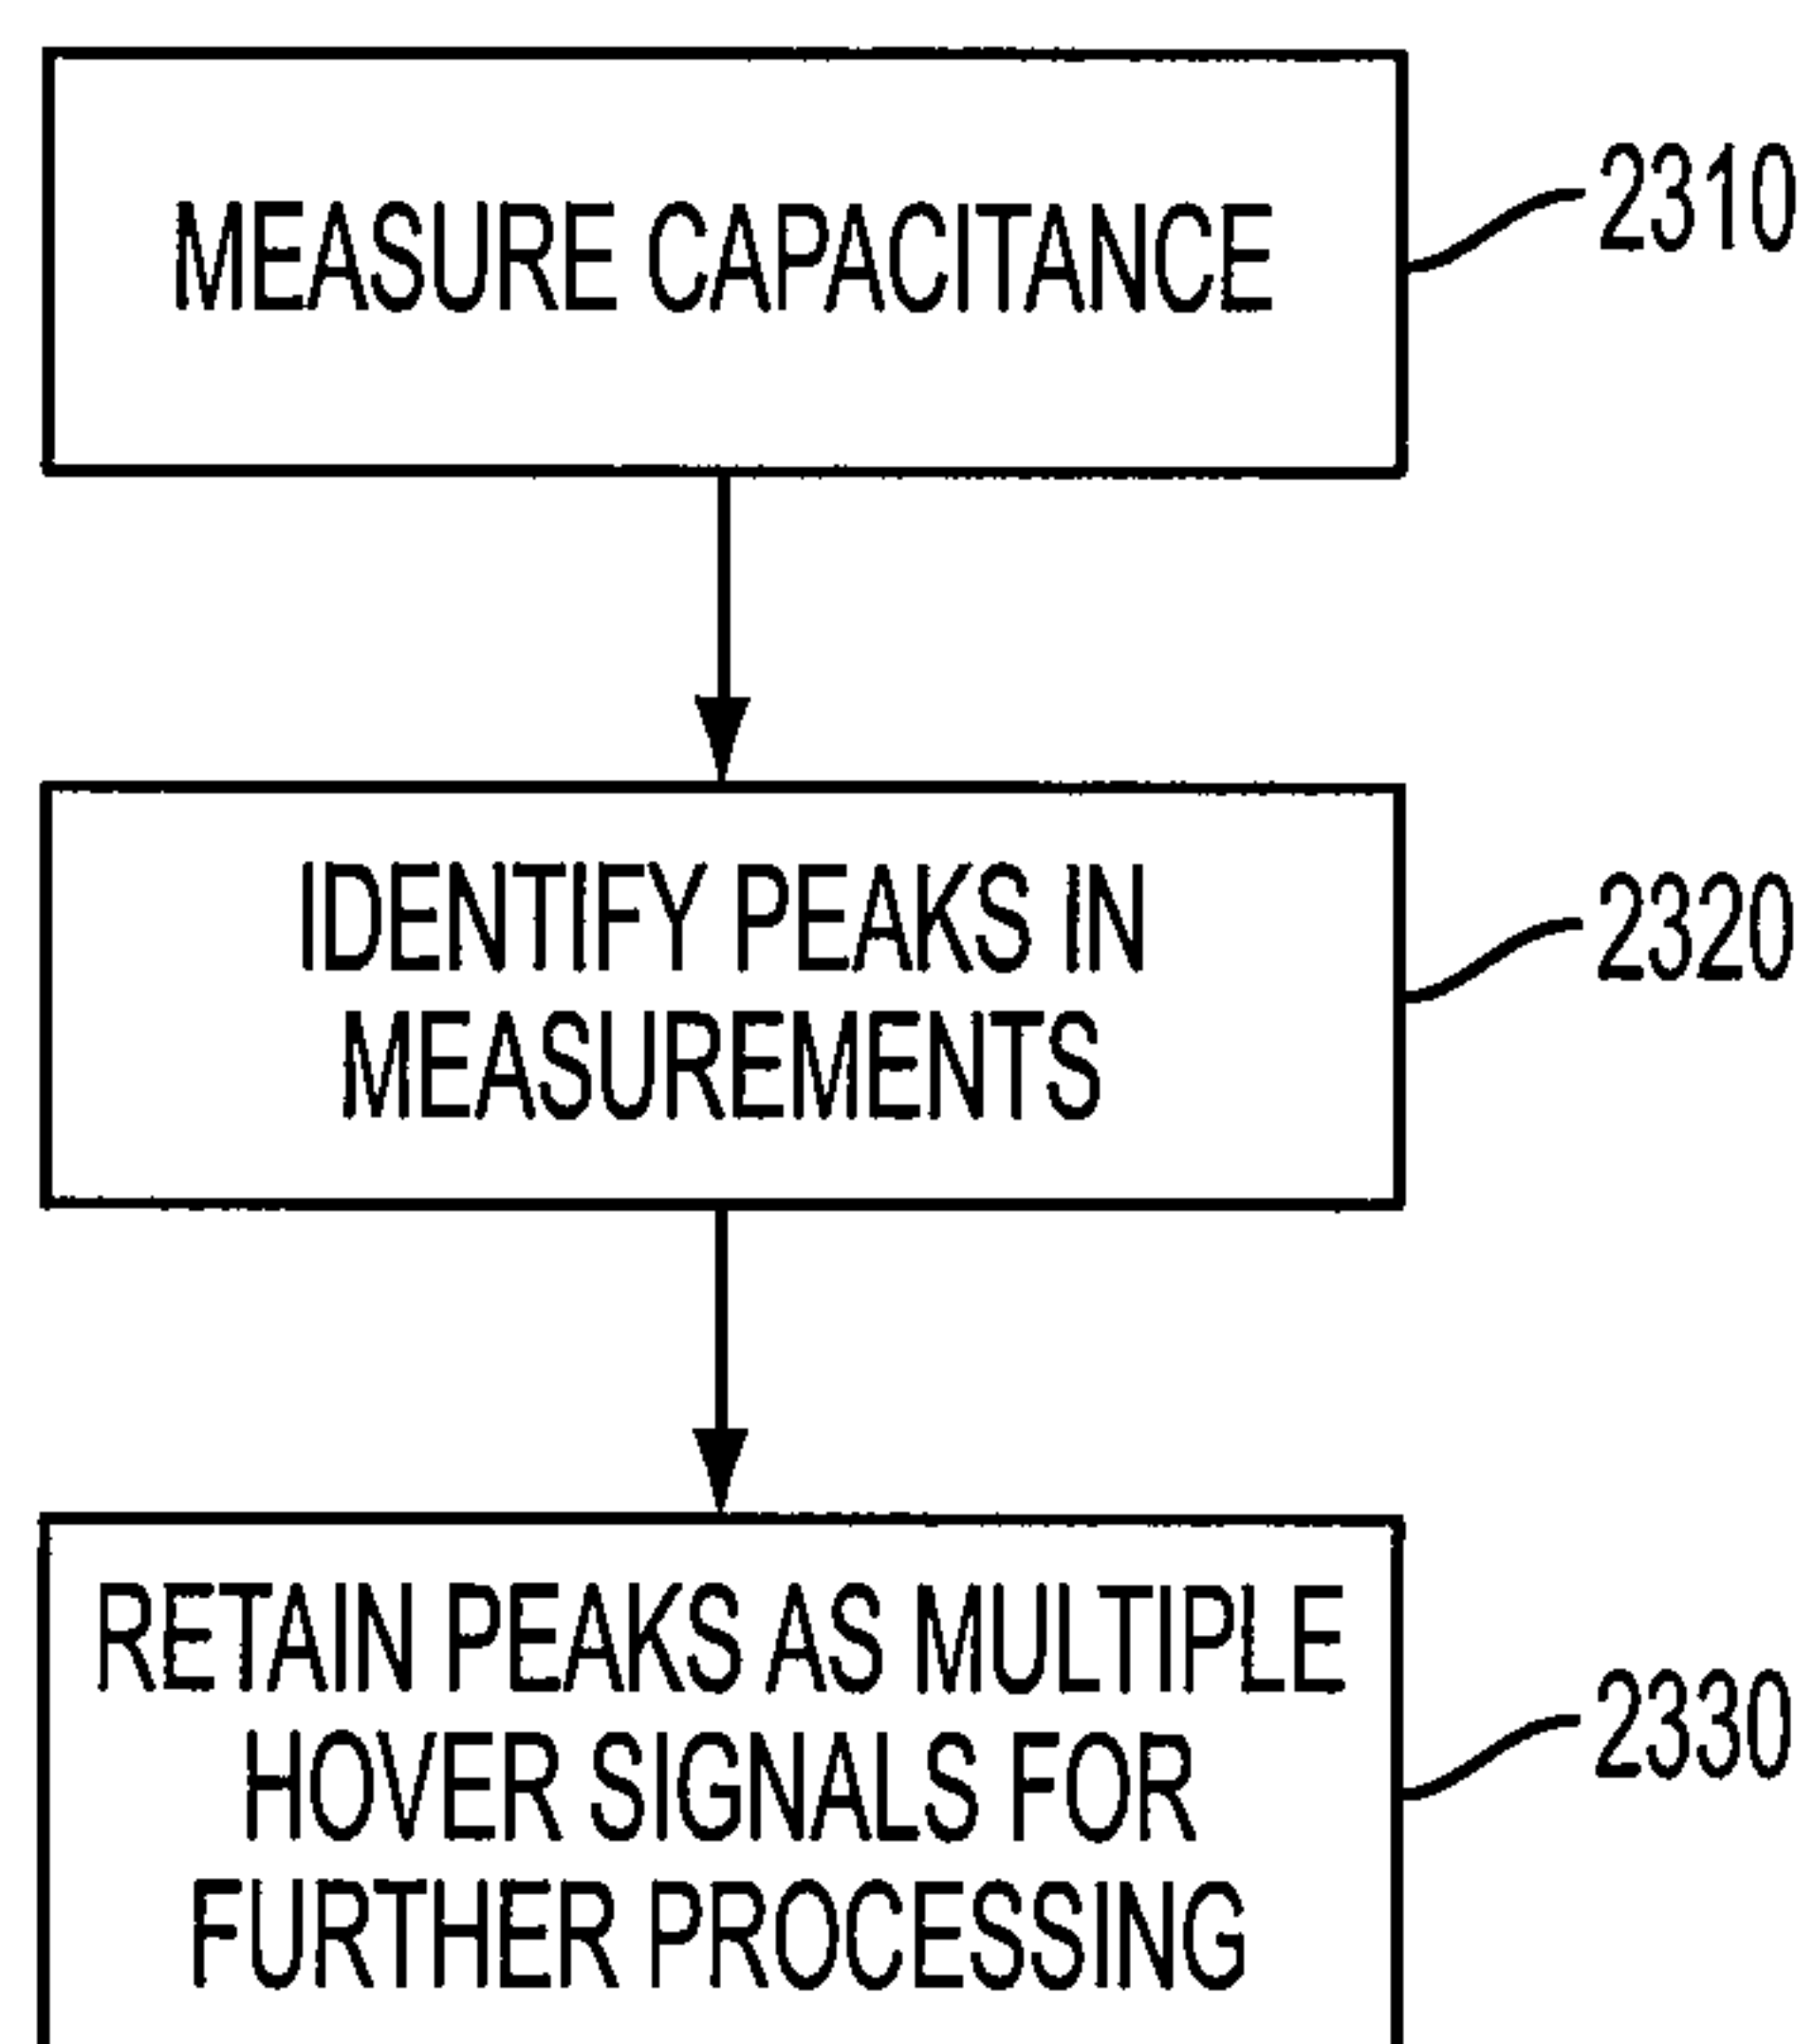 MEASURE CAPACITANCE
2310
IDENTIFY PEAKS IN
MEASUREMENTS
2320
RETAIN PEAKS AS MULTIPLE
HOVER SIGNALS FOR
FURTHER PROCESSING
2330